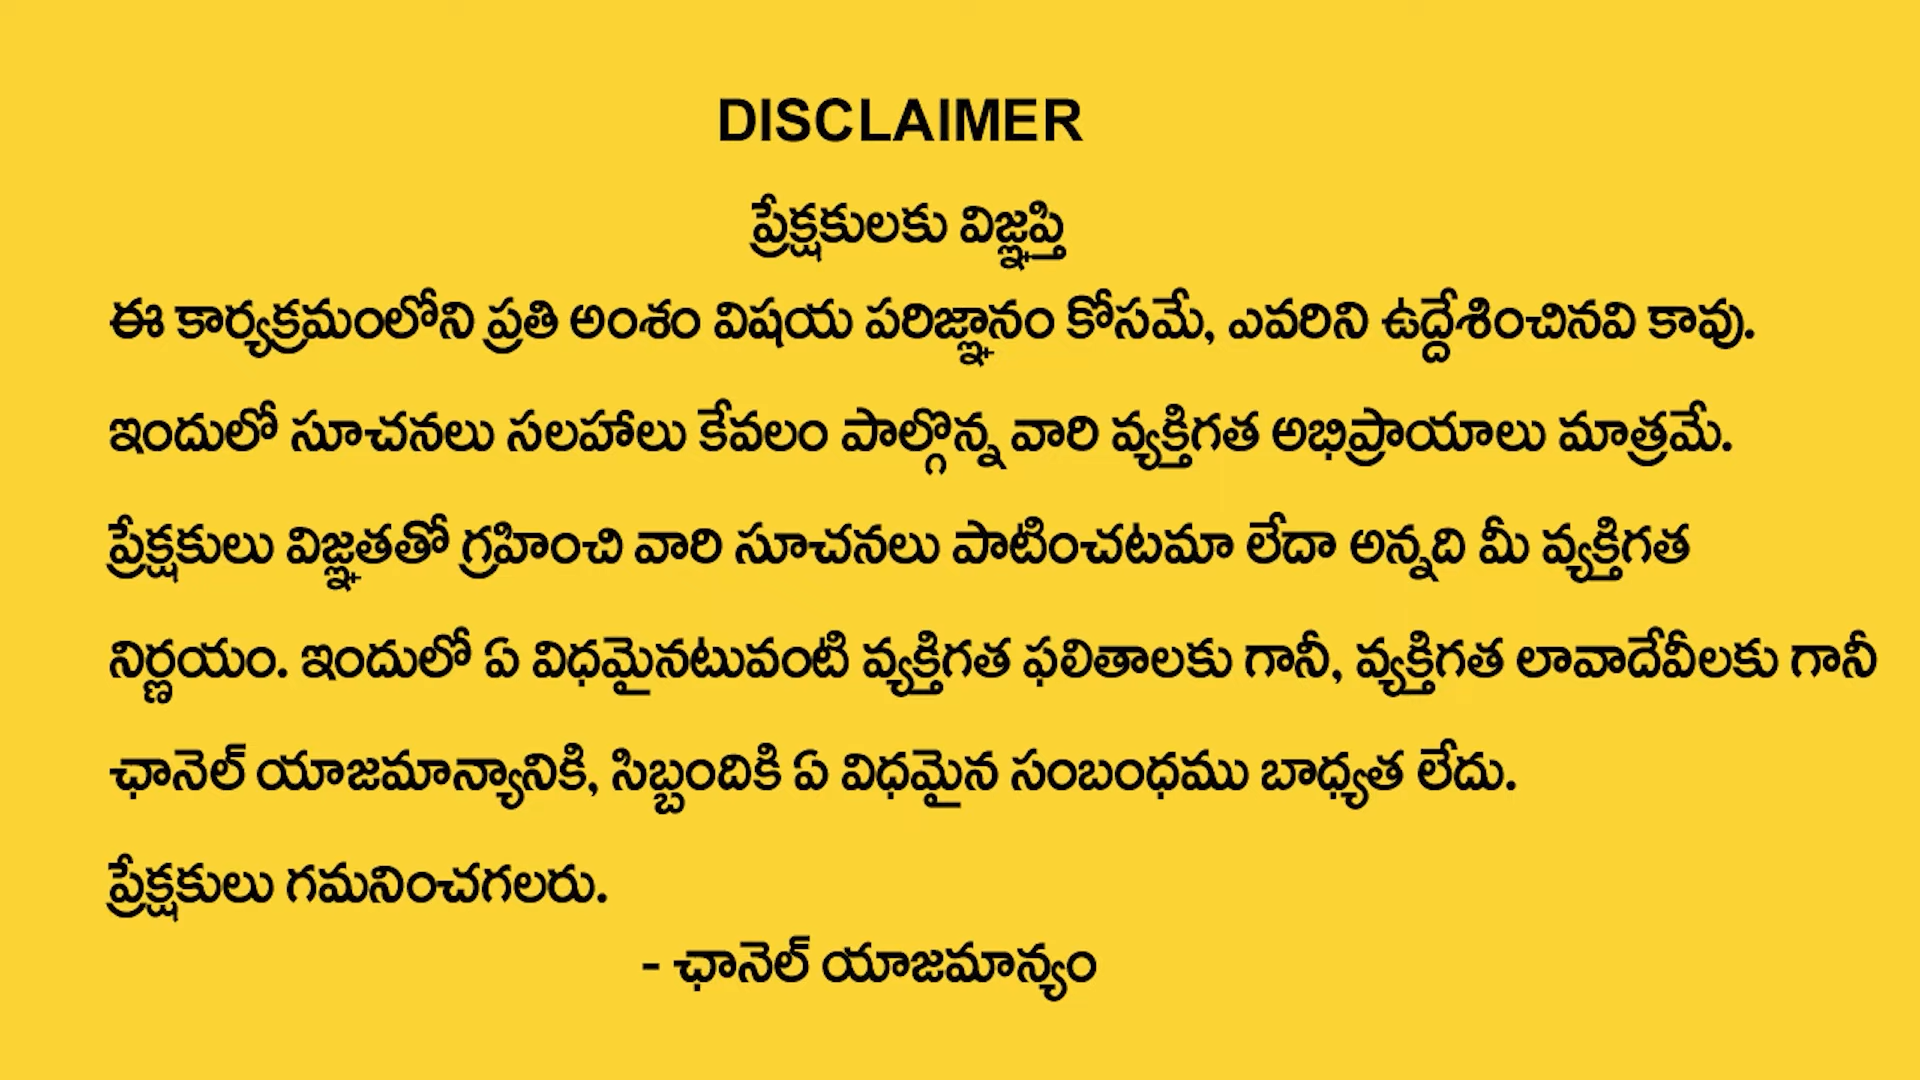 DISCLAIMER
ప్రేక్షకులకు విజ్ఞప్తి
ఈ కార్యక్రమంలోని ప్రతి అంశం విషయ పరిజ్ఞానం కోసమే, ఎవరిని ఉద్దేశించినవి కావు.
ఇందులో సూచనలు సలహాలు కేవలం పాల్గొన్న వారి వ్యక్తిగత అభిప్రాయాలు మాత్రమే.
ప్రేక్షకులు విజ్ఞతతో గ్రహించి వారి సూచనలు పాటించటమా లేదా అన్నది మీ వ్యక్తిగత
నిర్ణయం. ఇందులో ఏ విధమైనటువంటి వ్యక్తిగత ఫలితాలకు గానీ, వ్యక్తిగత లావాదేవీలకు గానీ
ఛానెల్ యాజమాన్యానికి, సిబ్బందికి ఏ విధమైన సంబంధము బాధ్యత లేదు.
ప్రేక్షకులు గమనించగలరు.
- ఛానెల్ యాజమాన్యం